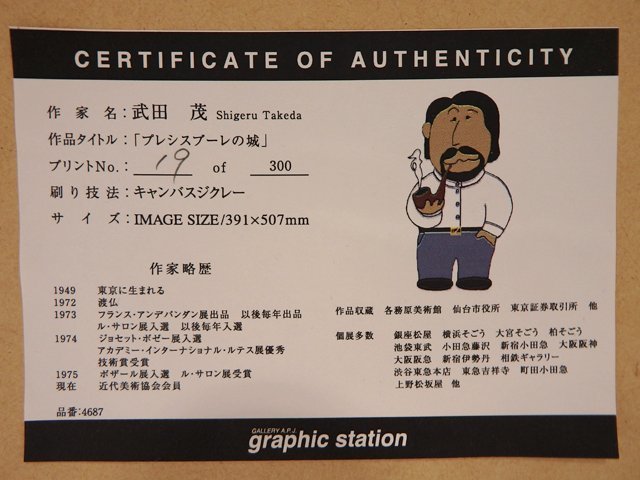 CERTIFICATE OF AUTHENTICITY
作 家 名：武田　茂 Shigeru Takeda
作品タイトル：「プレシスブーレの城」
プリントNo.： 19 of 300
刷 り 技 法：キャンバスジクレー
サ　イ　ズ：IMAGE SIZE/391×507mm
作家略歴
1949 東京に生まれる
1972 渡仏
1973 フランス・アンデパンダン展出品 以後毎年出品
ル・サロン展入選 以後毎年入選
1974 ジョセット・ボゼー展入選
アカデミー・インターナショナル・ルテス展優秀
技術賞受賞
1975 ボザール展入選 ル・サロン展受賞
現在 近代美術協会会員
品番:4687
作品収蔵 各務原美術館 仙台市役所 東京証券取引所 他
個展多数 銀座松屋 横浜そごう 大宮そごう 柏そごう
池袋東武 小田急藤沢 新宿小田急 大阪阪神
大阪阪急 新宿伊勢丹 相鉄ギャラリー
渋谷東急本店 東急吉祥寺 町田小田急
上野松坂屋 他
GALLERY A.P.J.
graphic station